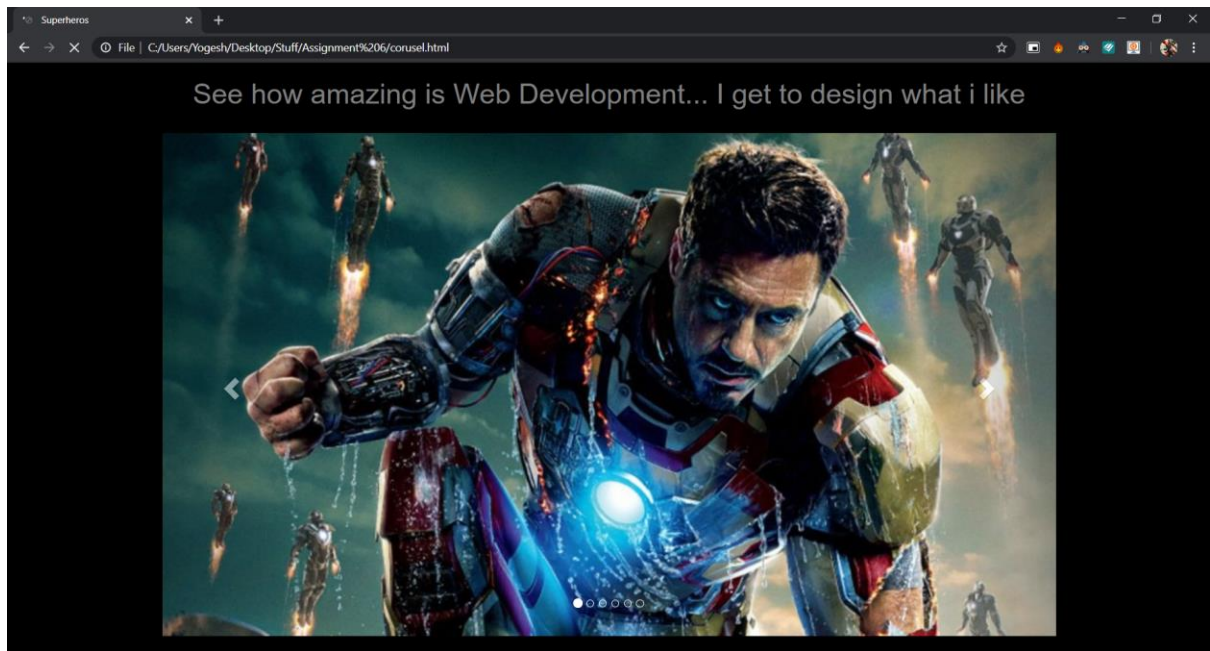 Superheros
File | C:/Users/Yogesh/Desktop/Stuff/Assignment%206/corusel.html
See how amazing is Web Development... I get to design what i like